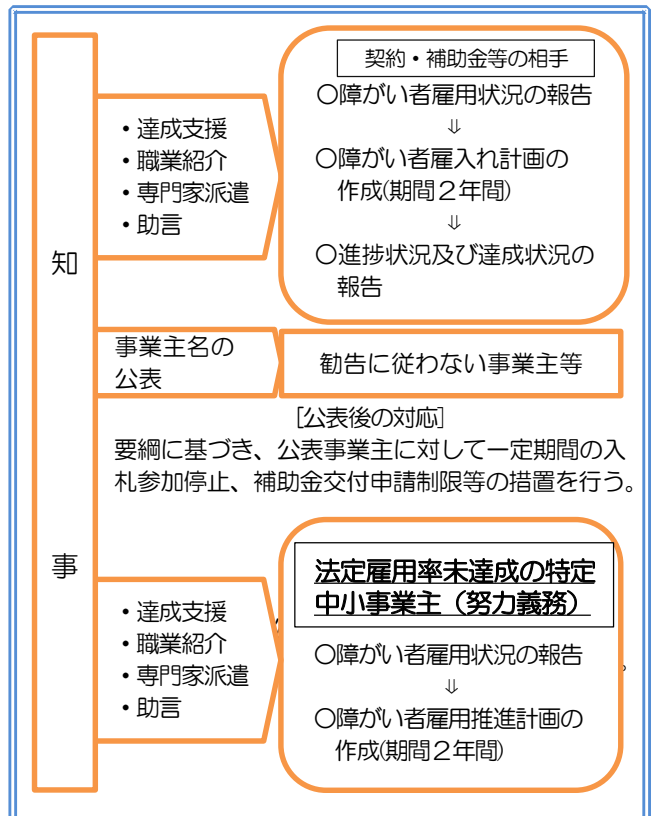 知
事
・達成支援
・職業紹介
・専門家派遣
・助言
契約・補助金等の相手
○障がい者雇用状況の報告
⇓
○障がい者雇入れ計画の
作成(期間2年間)
⇓
○進捗状況及び達成状況の
報告
事業主名の
公表
勧告に従わない事業主等
[公表後の対応]
要綱に基づき、公表事業主に対して一定期間の入
札参加停止、補助金交付申請制限等の措置を行う。
・達成支援
・職業紹介
・専門家派遣
・助言
法定雇用率未達成の特定
中小事業主（努力義務）
○障がい者雇用状況の報告
。
⇓
○障がい者雇用推進計画の
作成(期間2年間)